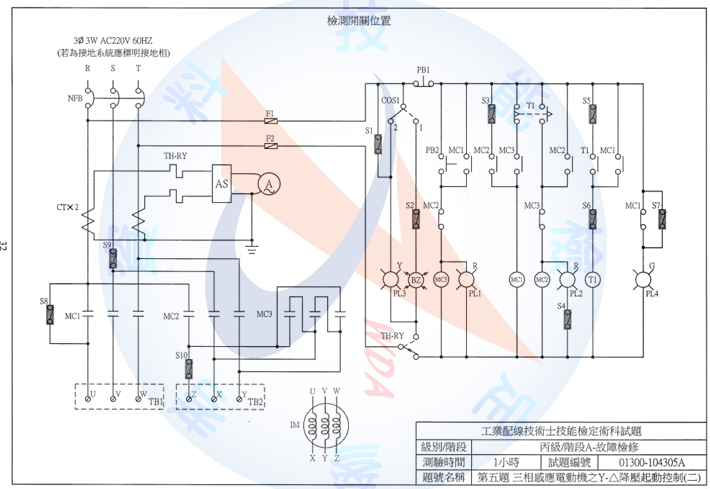 檢測開關位置
3Ø 3W AC220V 60HZ
(若為接地系統應標明接地相)
R S T
NFB
F1
F2
TH-RY
AS
A
CT×2
S9
S8
MC1
MC2
MC3
S10
U V W
TB1
Z X Y
TB2
IM
U V W
X Y Z
PB1
COS1
2 1
S1
S3
T1
S5
PB2
MC1
MC2
MC3
MC2
T1
MC1
S2
MC2
MC3
S6
MC1
S7
Y
PL3
BZ
MC3
R
PL1
MC1
MC2
R
PL2
T1
G
PL4
S4
TH-RY
32
料
技
能
檢
定
WDA
工業配線技術士技能檢定術科試題
級別/階段 丙級/階段A-故障檢修
測驗時間 1小時 試題編號 01300-104305A
題號名稱 第五題 三相感應電動機之Y-△降壓起動控制(二)